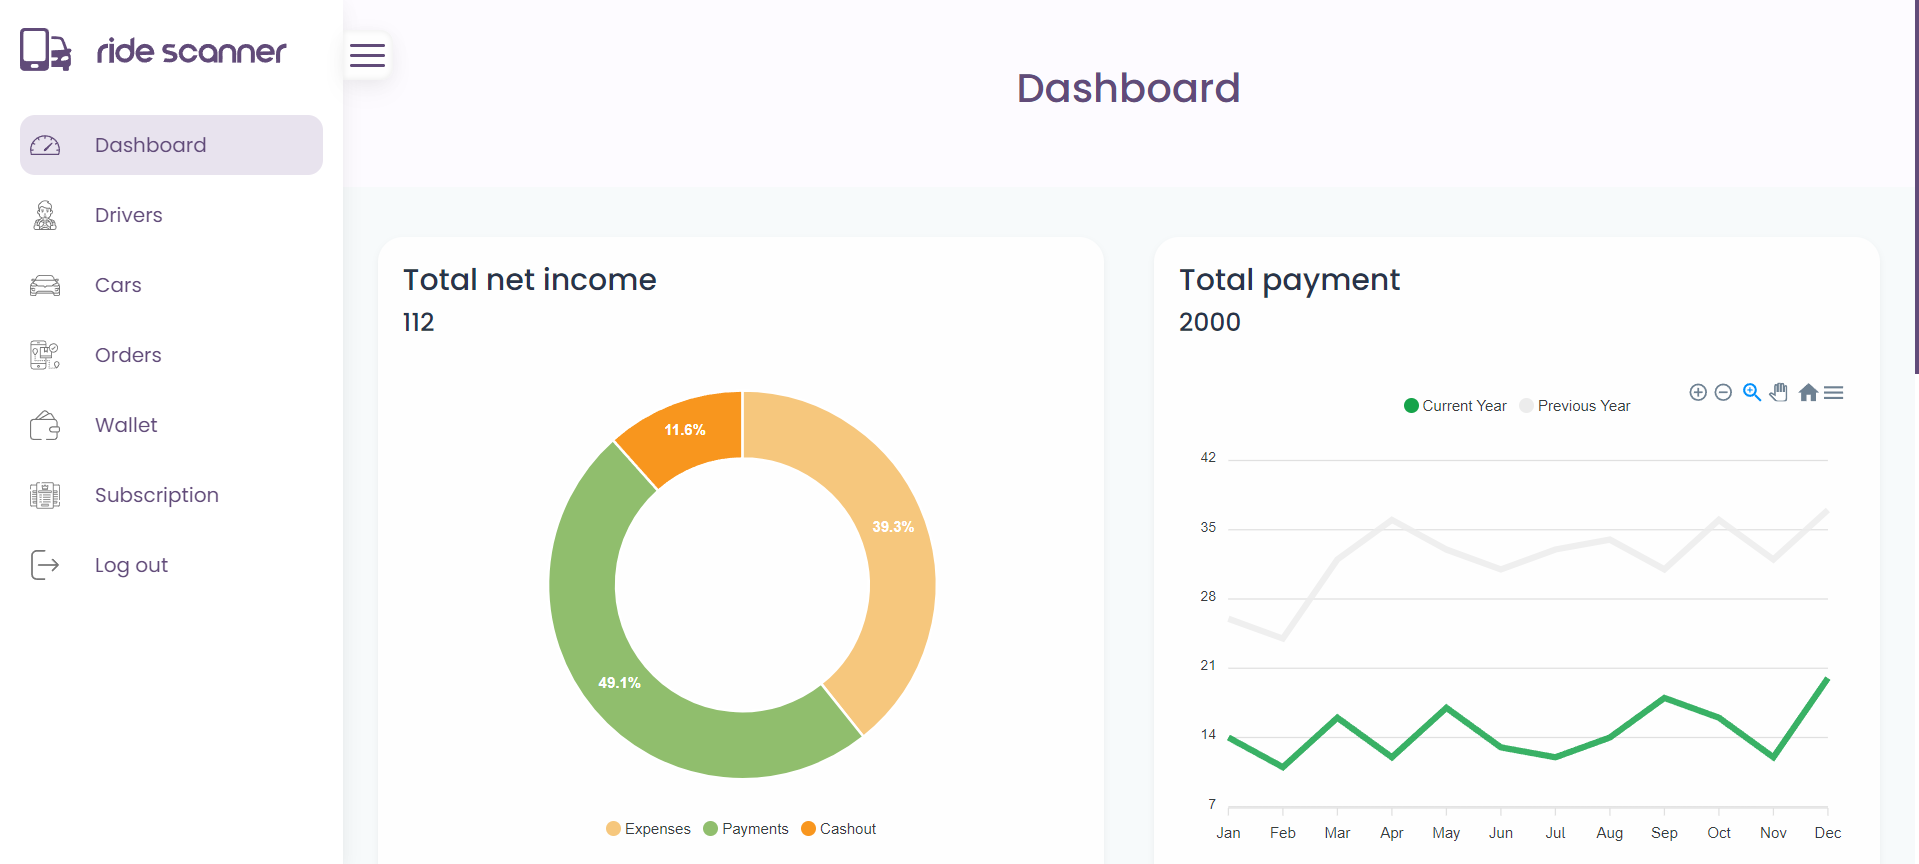 ride scanner
Dashboard
Drivers
Cars
Orders
Wallet
Subscription
Log out
Dashboard
Total net income
112
11.6%
39.3%
49.1%
Expenses Payments Cashout
Total payment
2000
Current Year Previous Year
42
35
28
21
14
7
Jan Feb Mar Apr May Jun Jul Aug Sep Oct Nov Dec